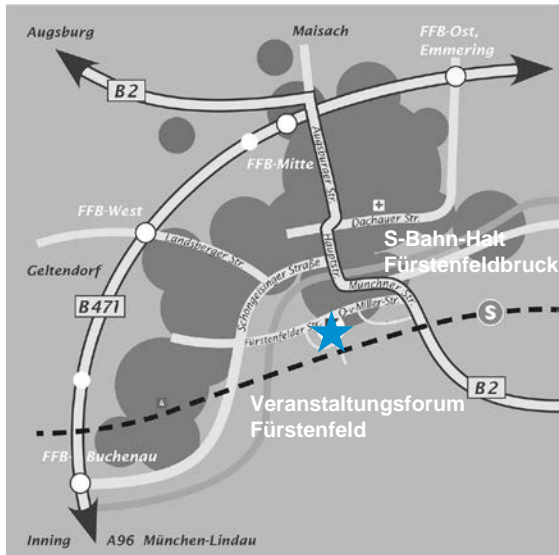 Augsburg
Maisach
FFB-Ost,
Emmering
B2
FFB-Mitte
Augsburger Str.
FFB-West
Landsberger Str.
Dachauer Str.
Hauptstr.
S-Bahn-Halt
Fürstenfeldbruck
Geltendorf
Schöngeisinger Straße
Münchner Str.
B471
Fürstenfelder Str.
O.v.Miller-Str.
S
B2
4
Veranstaltungsforum
Fürstenfeld
FFB-Buchenau
Inning
A96 München-Lindau